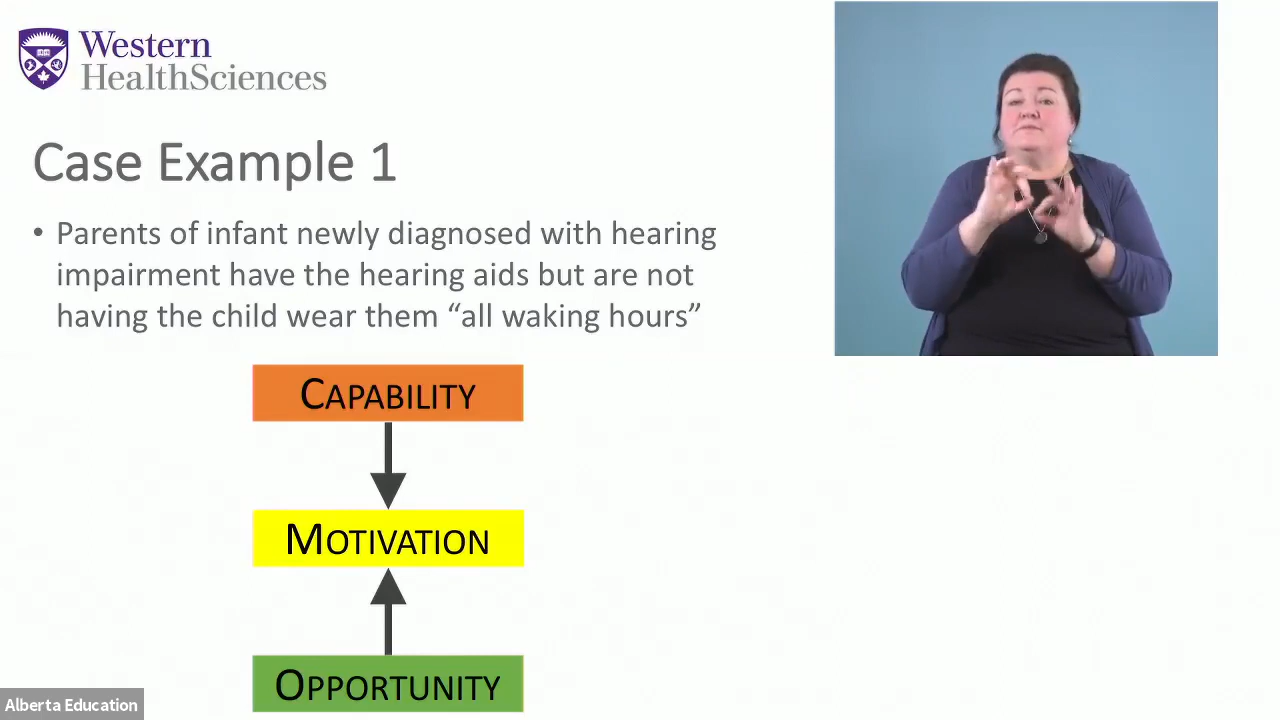 Western
HealthSciences
Case Example 1
• Parents of infant newly diagnosed with hearing
impairment have the hearing aids but are not
having the child wear them “all waking hours”
CAPABILITY
MOTIVATION
OPPORTUNITY
Alberta Education